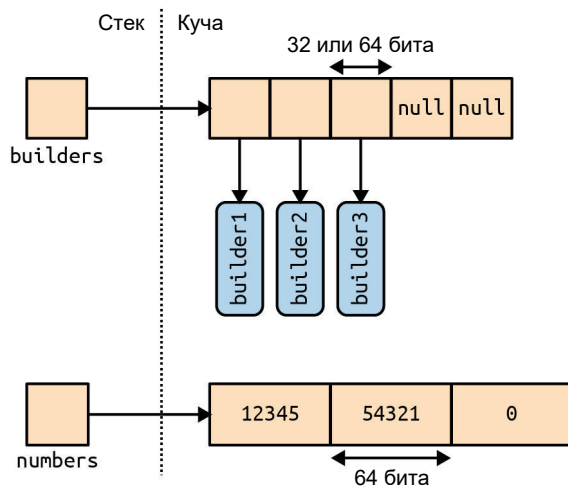 Стек Куча
32 или 64 бита
null null
builders
builder1 builder2 builder3
12345 54321 0
numbers
64 бита